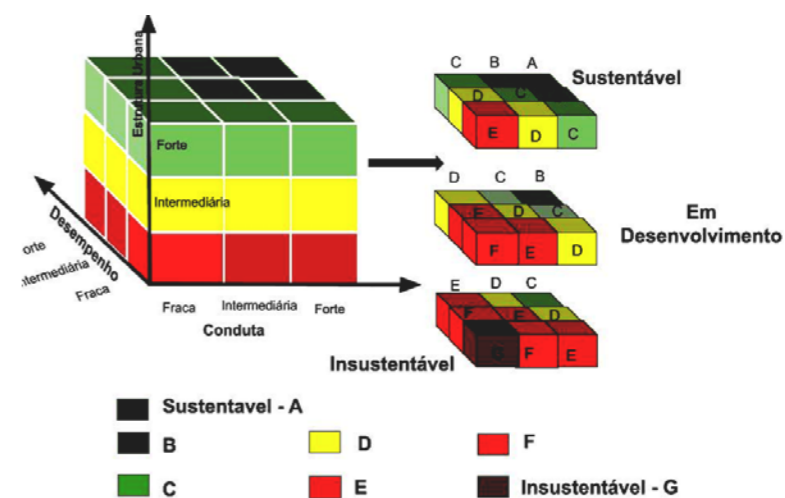 Estrutura Urbana
Forte
Intermediária
Desempenho
orte
ntermediária
Fraca
Fraca Intermediária Forte
Conduta
C B A
Sustentável
D C
E D C
D C B
Em
Desenvolvimento
E D C
F E D
E D C
F E D
G F E
Insustentável
Sustentavel - A
B D F
C E Insustentável - G